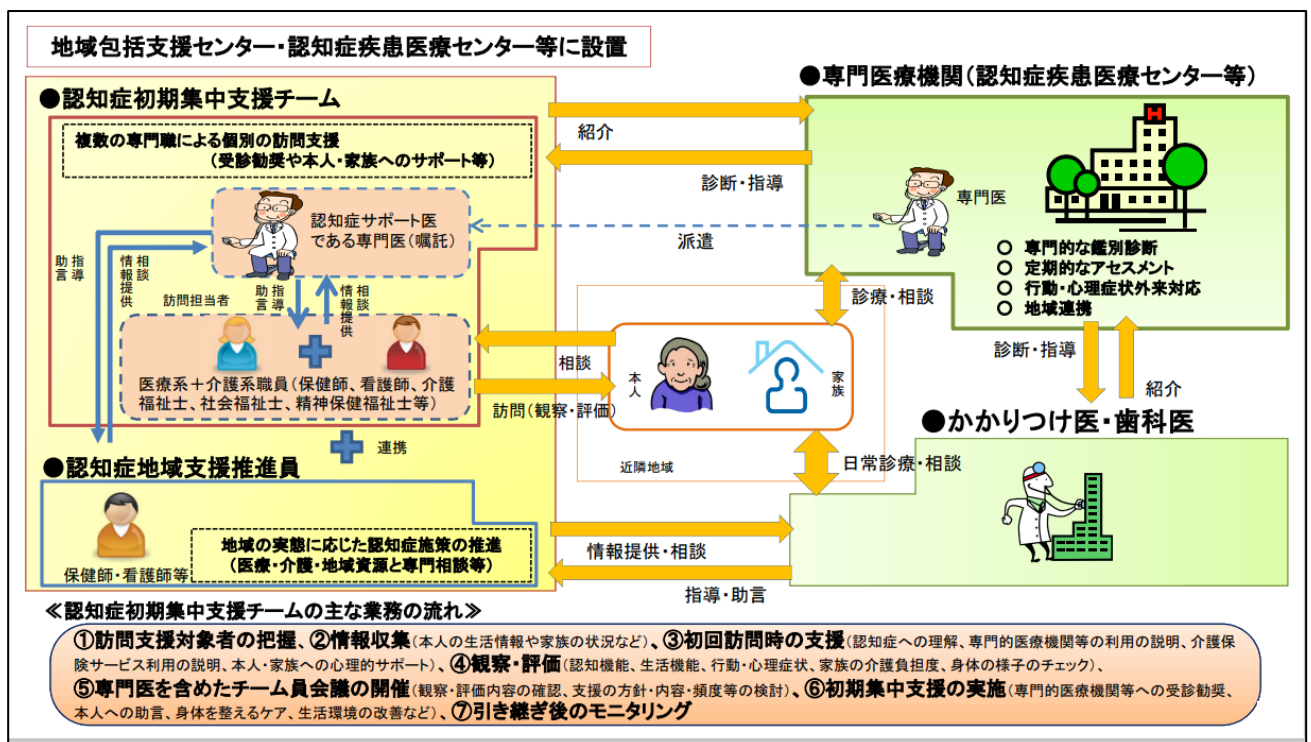 地域包括支援センター・認知症疾患医療センター等に設置
●認知症初期集中支援チーム
複数の専門職による個別の訪問支援
(受診勧奨や本人・家族へのサポート等)
認知症サポート医
である専門医(嘱託)
指導
助言
相談
情報提供
訪問担当者
指導
助言
相談
情報提供
医療系+介護系職員(保健師、看護師、介護
福祉士、社会福祉士、精神保健福祉士等)
連携
●認知症地域支援推進員
保健師・看護師等
地域の実態に応じた認知症施策の推進
(医療・介護・地域資源と専門相談等)
紹介
診断・指導
派遣
相談
訪問(観察・評価)
本人
家族
近隣地域
診療・相談
日常診療・相談
情報提供・相談
指導・助言
●専門医療機関(認知症疾患医療センター等)
H
専門医
○ 専門的な鑑別診断
○ 定期的なアセスメント
○ 行動・心理症状外来対応
○ 地域連携
診断・指導
紹介
●かかりつけ医・歯科医
≪認知症初期集中支援チームの主な業務の流れ≫
①訪問支援対象者の把握、②情報収集(本人の生活情報や家族の状況など)、③初回訪問時の支援(認知症への理解、専門的医療機関等の利用の説明、介護保
険サービス利用の説明、本人・家族への心理的サポート)、④観察・評価(認知機能、生活機能、行動・心理症状、家族の介護負担度、身体の様子のチェック)、
⑤専門医を含めたチーム員会議の開催(観察・評価内容の確認、支援の方針・内容・頻度等の検討)、⑥初期集中支援の実施(専門的医療機関等への受診勧奨、
本人への助言、身体を整えるケア、生活環境の改善など)、⑦引き継ぎ後のモニタリング